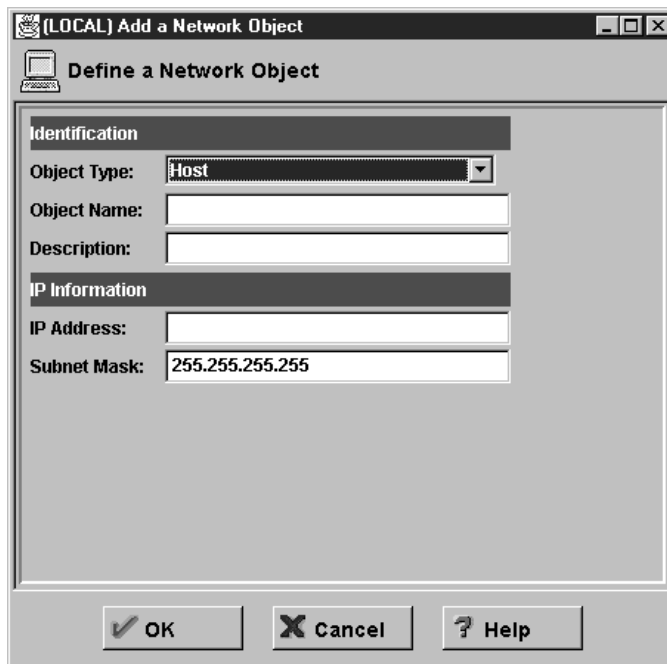 (LOCAL) Add a Network Object
Define a Network Object
Identification
Object Type: Host
Object Name:
Description:
IP Information
IP Address:
Subnet Mask: 255.255.255.255
OK Cancel ? Help